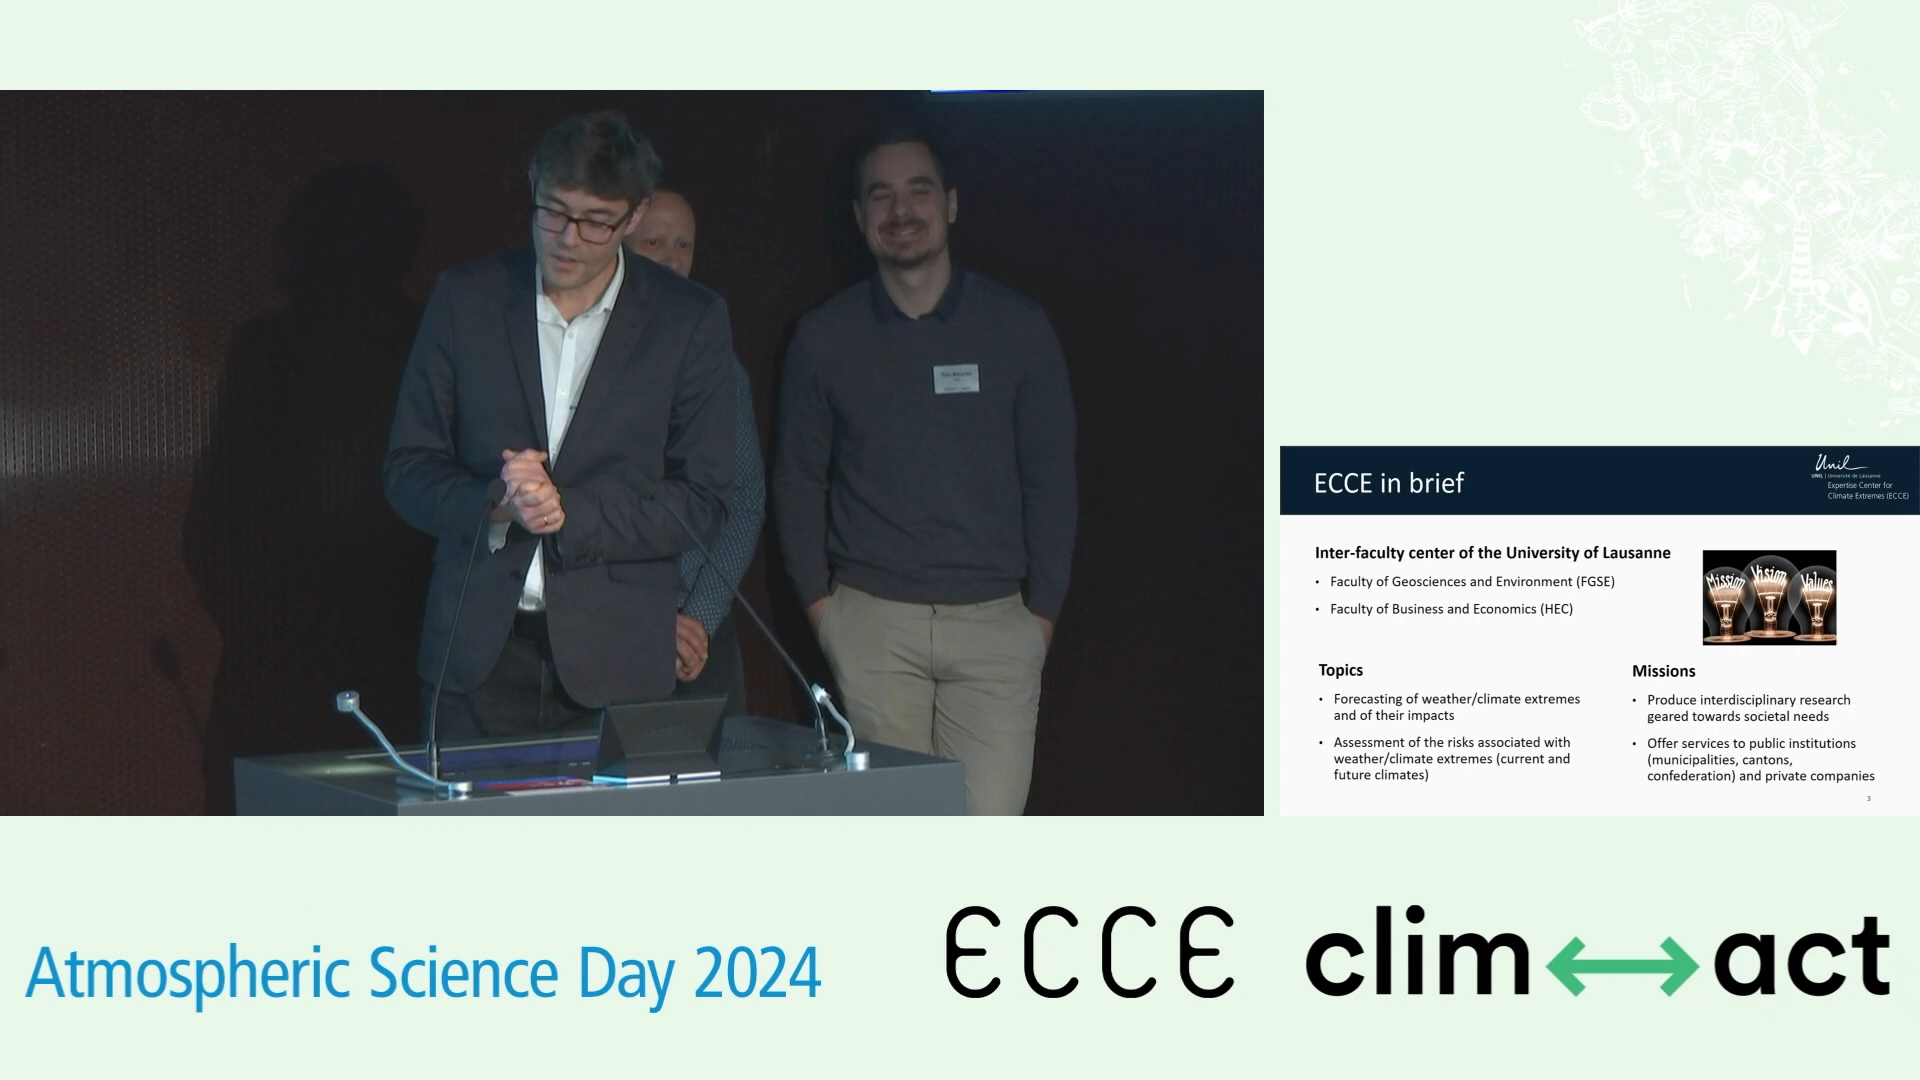 ECCE in brief
Unil
UNIL | Université de Lausanne
Expertise Center for
Climate Extremes (ECCE)
Inter-faculty center of the University of Lausanne
• Faculty of Geosciences and Environment (FGSE)
• Faculty of Business and Economics (HEC)
Mission
Vision
Values
Topics
• Forecasting of weather/climate extremes
and of their impacts
• Assessment of the risks associated with
weather/climate extremes (current and
future climates)
Missions
• Produce interdisciplinary research
geared towards societal needs
• Offer services to public institutions
(municipalities, cantons,
confederation) and private companies
3
Atmospheric Science Day 2024
ECCE
clim act